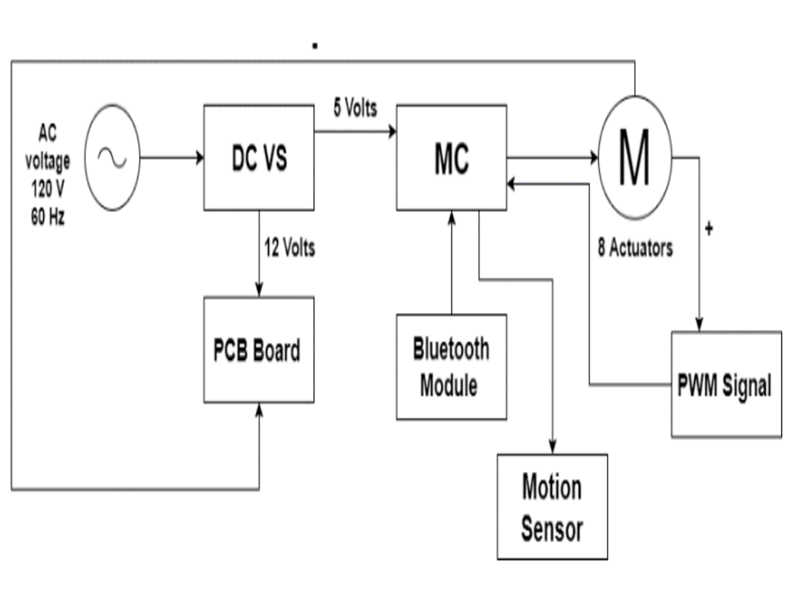 -
5 Volts
AC
voltage
120 V
60 Hz
DC VS
MC
M
12 Volts
8 Actuators
+
PCB Board
Bluetooth
Module
PWM Signal
Motion
Sensor